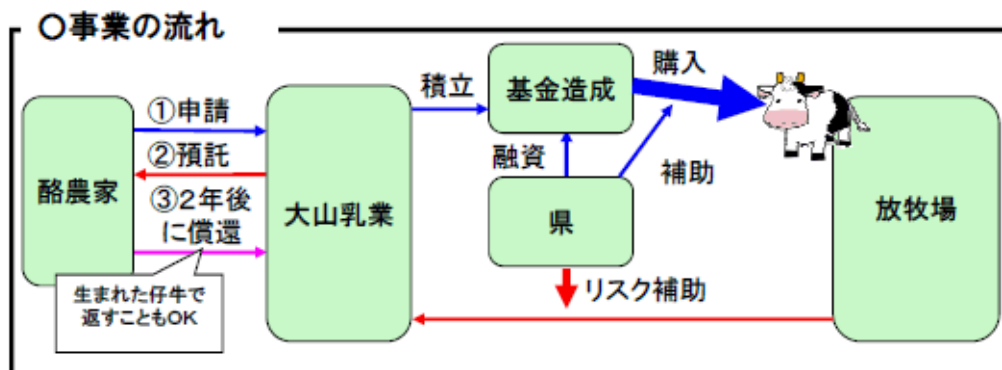 〇事業の流れ
酪農家
①申請
②預託
③2年後
に償還
生まれた仔牛で
返すこともOK
大山乳業
積立
基金造成
購入
融資
補助
県
リスク補助
放牧場